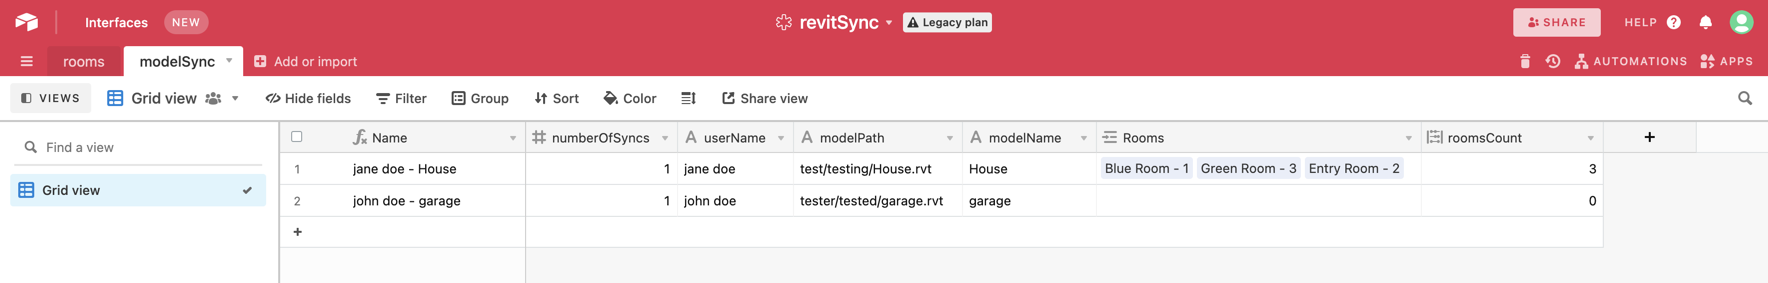 Interfaces NEW revitSync Legacy plan SHARE HELP ?
rooms modelSync Add or import AUTOMATIONS APPS
VIEWS Grid view Hide fields Filter Group Sort Color Share view
Find a view
Grid view
Name numberOfSyncs userName modelPath modelName Rooms roomsCount +
1 jane doe - House 1 jane doe test/testing/House.rvt House Blue Room - 1 Green Room - 3 Entry Room - 2 3
2 john doe - garage 1 john doe tester/tested/garage.rvt garage 0
+